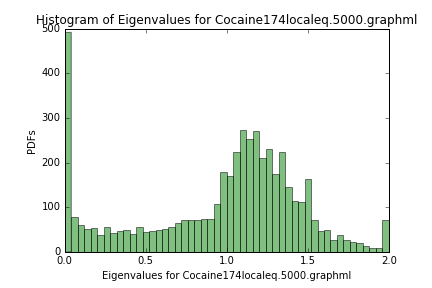 Histogram of Eigenvalues for Cocaine174localeq.5000.graphml
500
400
300
200
100
0
PDFs
0.0 0.5 1.0 1.5 2.0
Eigenvalues for Cocaine174localeq.5000.graphml